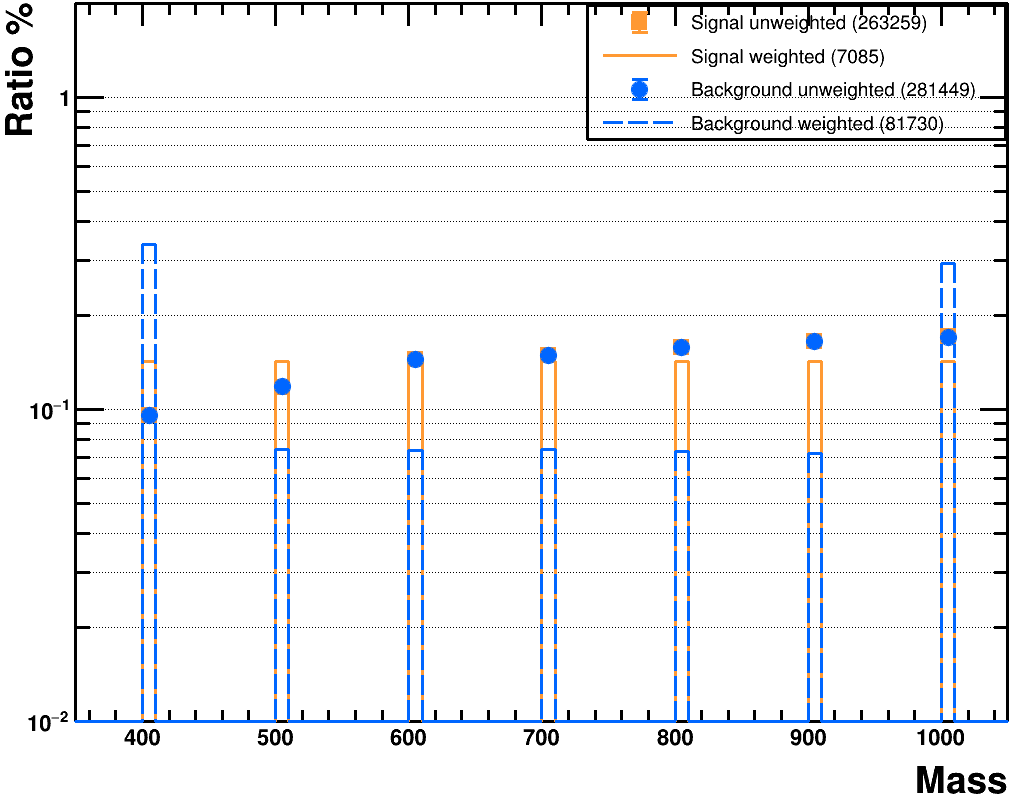 Ratio %
Signal unweighted (263259)
Signal weighted (7085)
Background unweighted (281449)
Background weighted (81730)
1
10⁻¹
10⁻²
400 500 600 700 800 900 1000
Mass